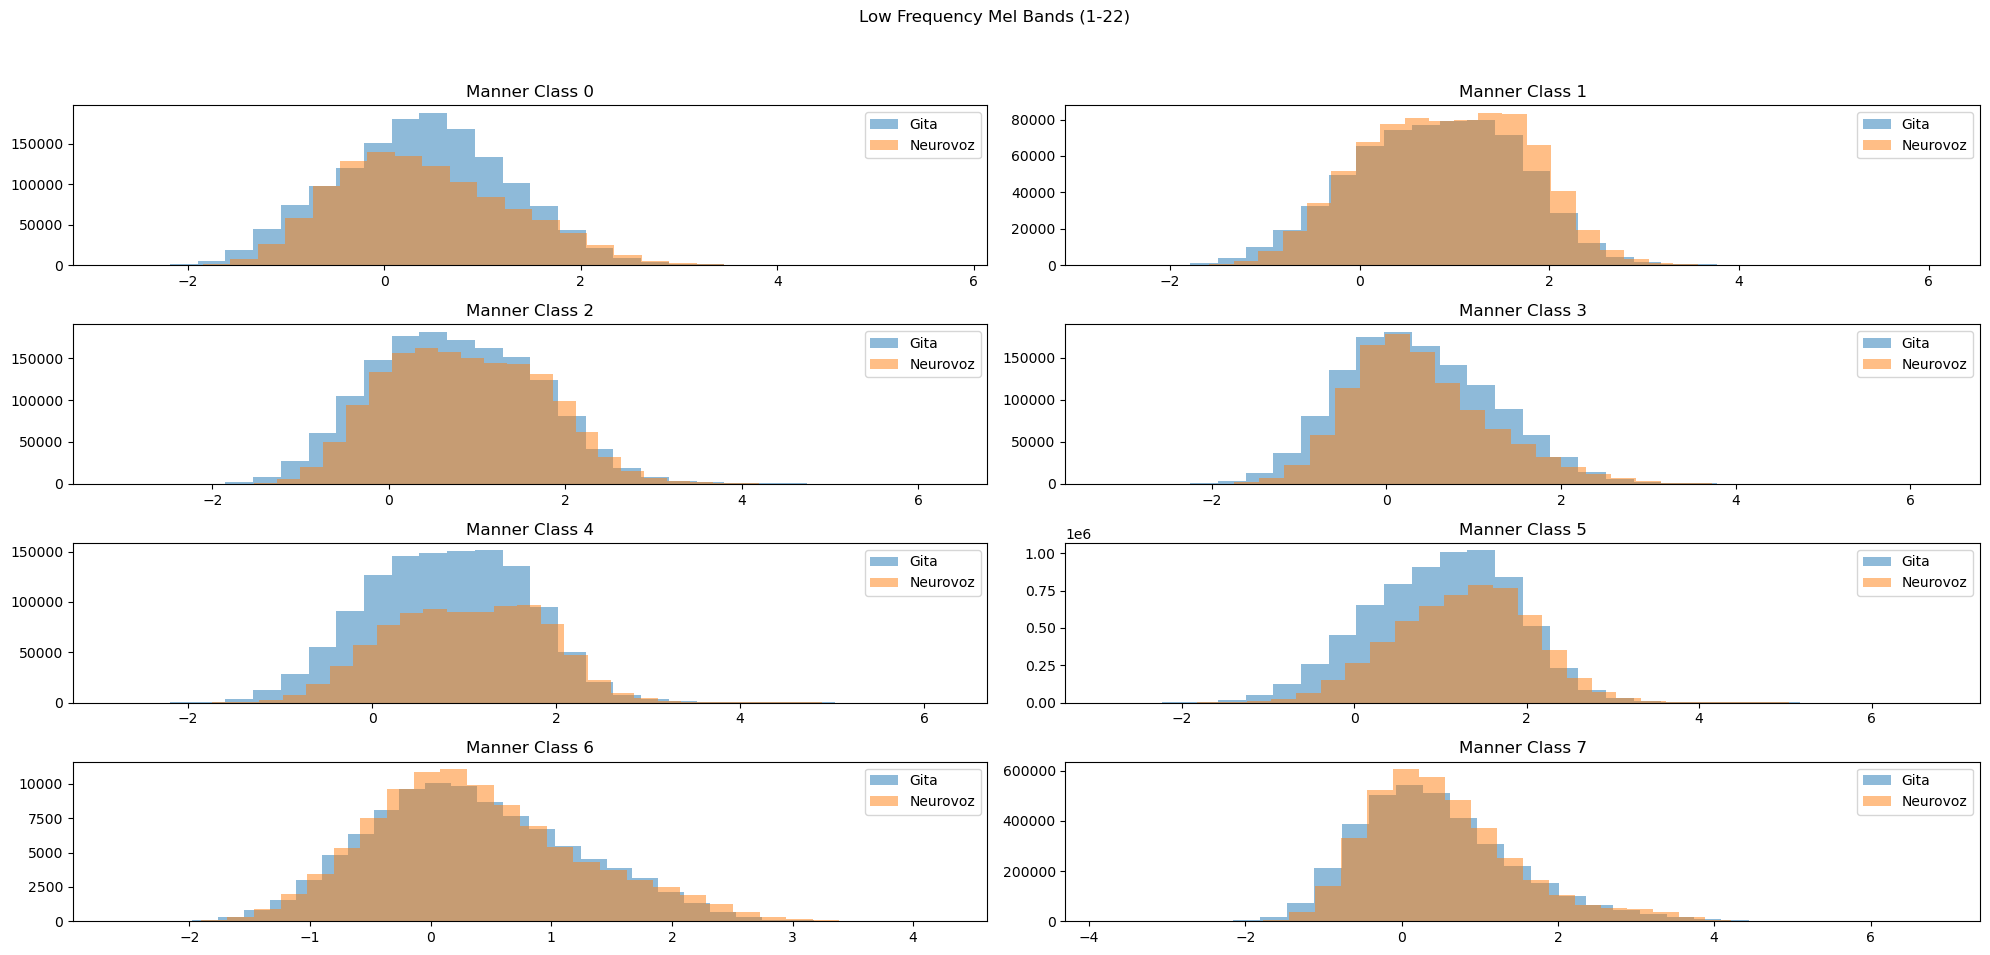 Low Frequency Mel Bands (1-22)
Manner Class 0
150000
100000
50000
0
−2 0 2 4 6
Gita
Neurovoz
Manner Class 1
80000
60000
40000
20000
0
−2 0 2 4 6
Gita
Neurovoz
Manner Class 2
150000
100000
50000
0
−2 0 2 4 6
Gita
Neurovoz
Manner Class 3
150000
100000
50000
0
−2 0 2 4 6
Gita
Neurovoz
Manner Class 4
150000
100000
50000
0
−2 0 2 4 6
Gita
Neurovoz
Manner Class 5
1e6
1.00
0.75
0.50
0.25
0.00
−2 0 2 4 6
Gita
Neurovoz
Manner Class 6
10000
7500
5000
2500
0
−2 −1 0 1 2 3 4
Gita
Neurovoz
Manner Class 7
600000
400000
200000
0
−4 −2 0 2 4 6
Gita
Neurovoz